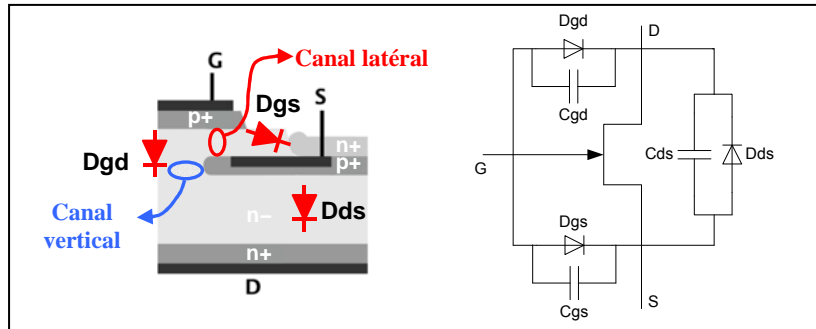 Canal latéral
G
Dgs
S
p+
n+
p+
Dgd
Canal
vertical
n–
Dds
n+
D
Dgd
D
Cgd
G
Cds
Dds
Dgs
Cgs
S